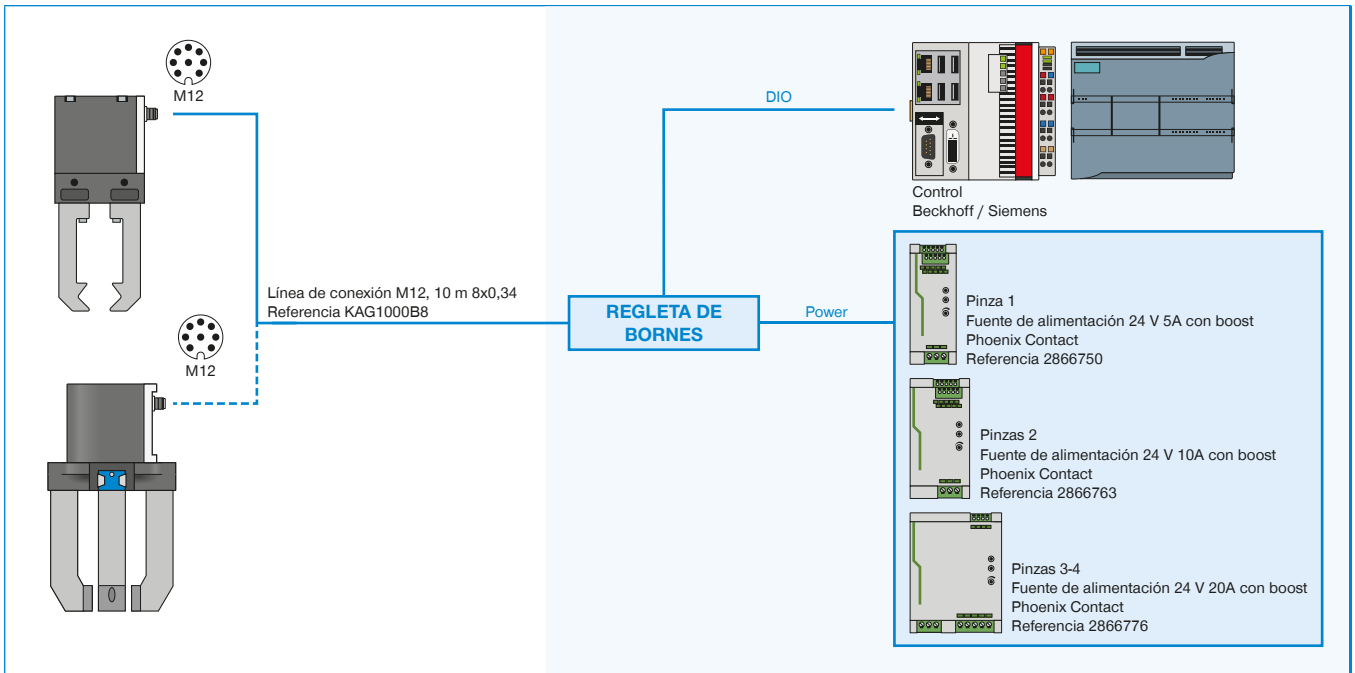 M12
M12
Línea de conexión M12, 10 m 8x0,34
Referencia KAG1000B8
REGLETA DE
BORNES
DIO
Power
Control
Beckhoff / Siemens
Pinza 1
Fuente de alimentación 24 V 5A con boost
Phoenix Contact
Referencia 2866750
Pinzas 2
Fuente de alimentación 24 V 10A con boost
Phoenix Contact
Referencia 2866763
Pinzas 3-4
Fuente de alimentación 24 V 20A con boost
Phoenix Contact
Referencia 2866776